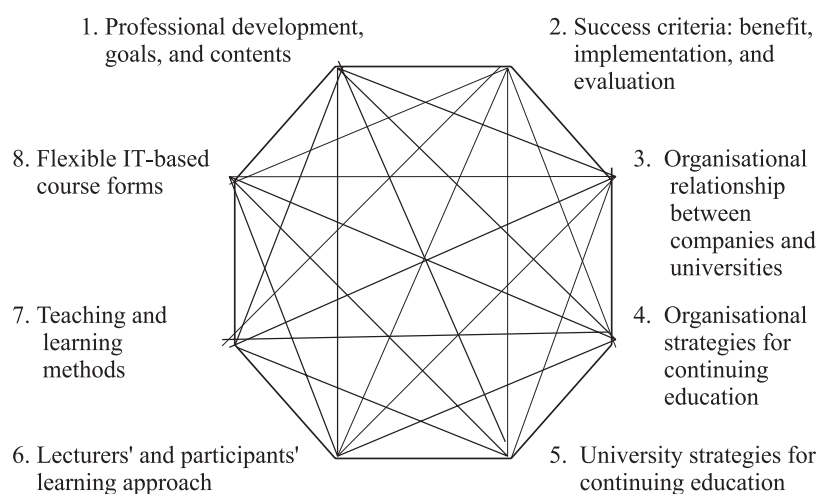 1. Professional development,
goals, and contents
2. Success criteria: benefit,
implementation, and
evaluation
8. Flexible IT-based
course forms
3. Organisational
relationship
between
companies and
universities
7. Teaching and
learning
methods
4. Organisational
strategies for
continuing
education
6. Lecturers' and participants'
learning approach
5. University strategies for
continuing education